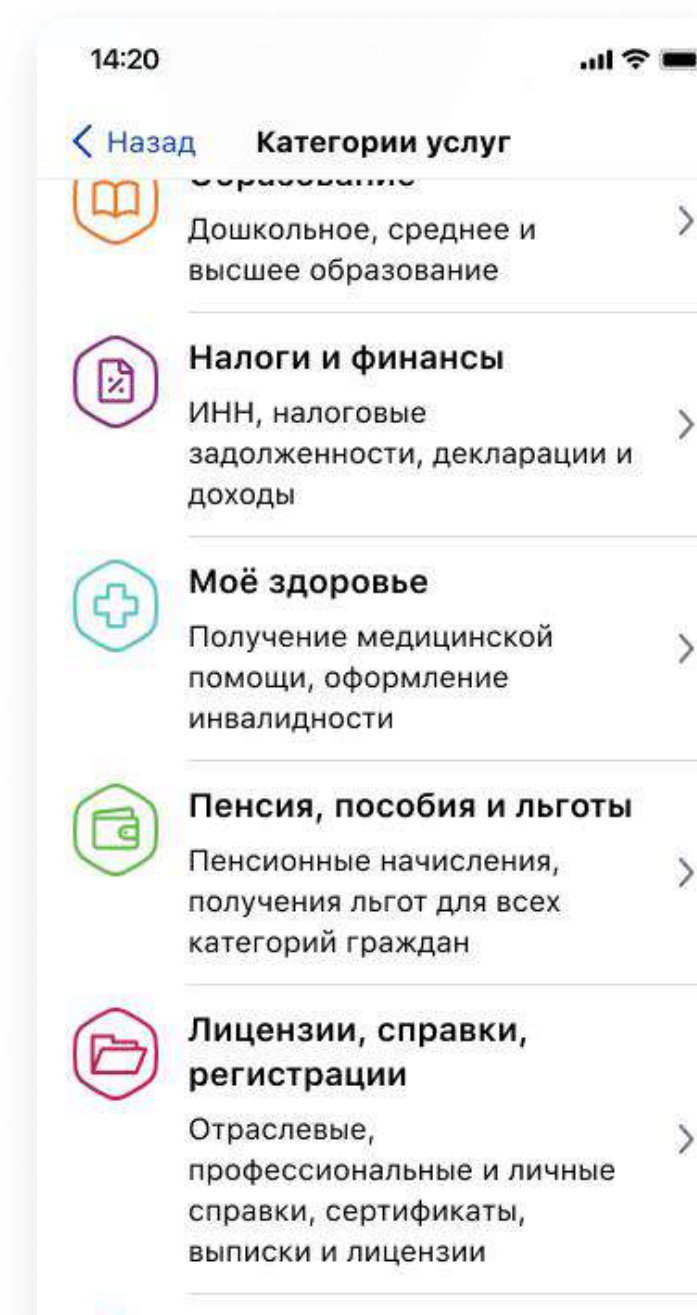 14:20
Назад Категории услуг
Образование
Дошкольное, среднее и
высшее образование
Налоги и финансы
ИНН, налоговые
задолженности, декларации и
доходы
Моё здоровье
Получение медицинской
помощи, оформление
инвалидности
Пенсия, пособия и льготы
Пенсионные начисления,
получения льгот для всех
категорий граждан
Лицензии, справки,
регистрации
Отраслевые,
профессиональные и личные
справки, сертификаты,
выписки и лицензии